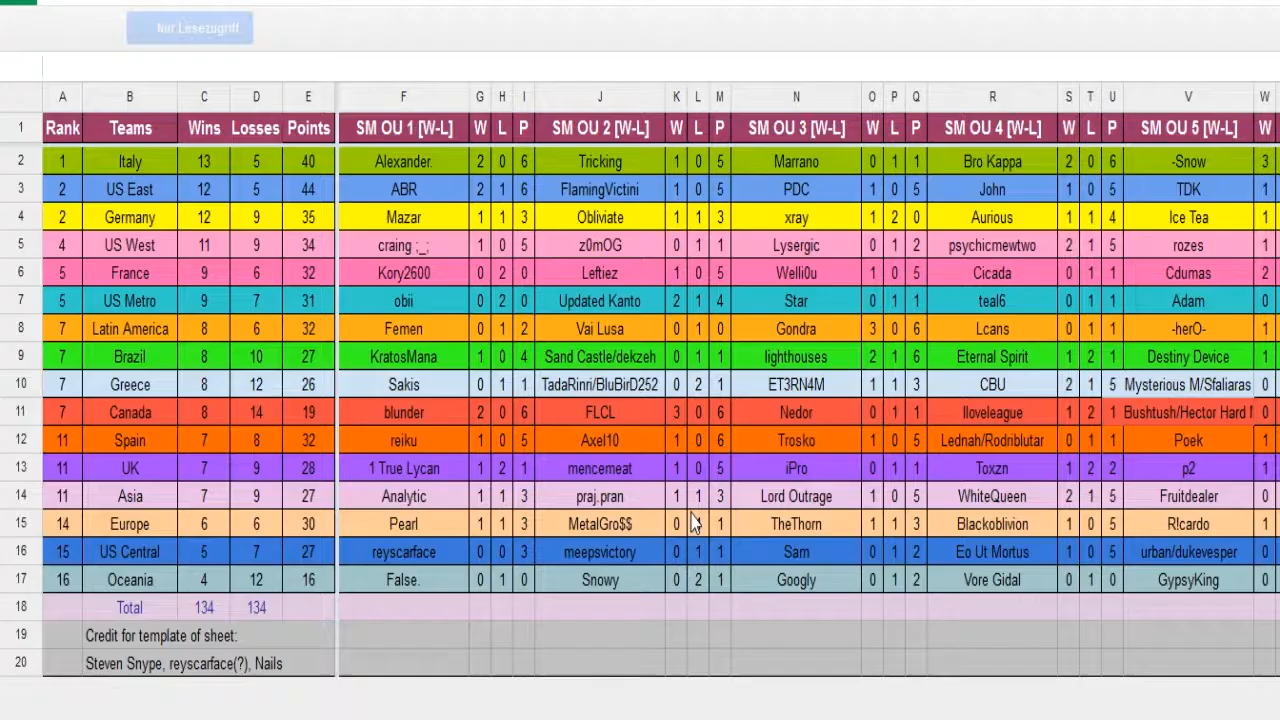 Nur Lesezugriff
A B C D E F G H I J K L M N O P Q R S T U V W
1 Rank Teams Wins Losses Points SM OU 1 [W-L] W L P SM OU 2 [W-L] W L P SM OU 3 [W-L] W L P SM OU 4 [W-L] W L P SM OU 5 [W-L] W
2 1 Italy 13 5 40 Alexander. 2 0 6 Tricking 1 0 5 Marrano 0 1 1 Bro Kappa 2 0 6 -Snow 3
3 2 US East 12 5 44 ABR 2 1 6 FlamingVictini 1 0 5 PDC 1 0 5 John 1 0 5 TDK 1
4 2 Germany 12 9 35 Mazar 1 1 3 Obliviate 1 1 3 xray 1 2 0 Aurious 1 1 4 Ice Tea 1
5 4 US West 11 9 34 craing ;_; 1 0 5 z0mOG 0 1 1 Lysergic 0 1 2 psychicmewtwo 2 1 5 rozes 1
6 5 France 9 6 32 Kory2600 0 2 0 Leftiez 1 0 5 Welli0u 1 0 5 Cicada 0 1 1 Cdumas 2
7 5 US Metro 9 7 31 obii 0 2 0 Updated Kanto 2 1 4 Star 0 1 1 teal6 0 1 1 Adam 0
8 7 Latin America 8 6 32 Femen 0 1 2 Vai Lusa 0 1 0 Gondra 3 0 6 Lcans 0 1 1 -herO- 1
9 7 Brazil 8 10 27 KratosMana 1 0 4 Sand Castle/dekzeh 0 1 1 lighthouses 2 1 6 Eternal Spirit 1 2 1 Destiny Device 1
10 7 Greece 8 12 26 Sakis 0 1 1 TadaRinri/BluBirD252 0 2 1 ET3RN4M 1 1 3 CBU 2 1 5 Mysterious M/Sfaliaras 0
11 7 Canada 8 14 19 blunder 2 0 6 FLCL 3 0 6 Nedor 0 1 1 Iloveleague 1 2 1 Bushtush/Hector Hard 0
12 11 Spain 7 8 32 reiku 1 0 5 Axel10 1 0 6 Trosko 1 0 5 Lednah/Rodriblutar 0 1 1 Poek 1
13 11 UK 7 9 28 1 True Lycan 1 2 1 mencemeat 1 0 5 iPro 0 1 1 Toxzn 1 2 2 p2 1
14 11 Asia 7 9 27 Analytic 1 1 3 praj.pran 1 1 3 Lord Outrage 1 0 5 WhiteQueen 2 1 5 Fruitdealer 0
15 14 Europe 6 6 30 Pearl 1 1 3 MetalGro$$ 0 1 TheThorn 1 1 3 Blackoblivion 1 0 5 R!cardo 1
16 15 US Central 5 7 27 reyscarface 0 0 3 meepsvictory 0 1 1 Sam 0 1 2 Eo Ut Mortus 1 0 5 urban/dukevesper 0
17 16 Oceania 4 12 16 False. 0 1 0 Snowy 0 2 1 Googly 0 1 2 Vore Gidal 0 1 0 GypsyKing 0
18 Total 134 134
19 Credit for template of sheet:
20 Steven Snype, reyscarface(?), Nails